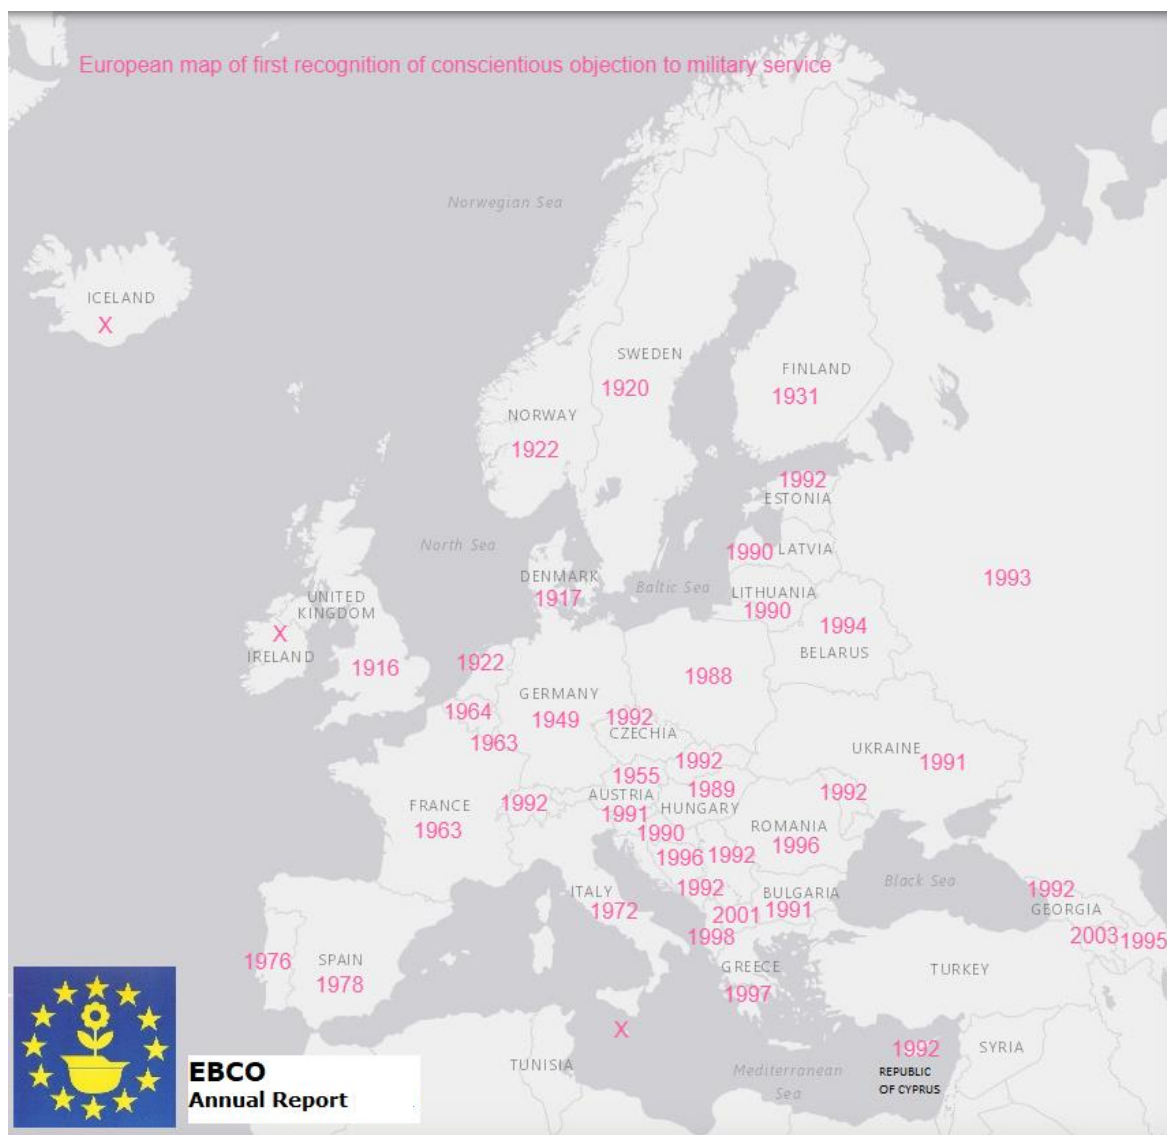 European map of first recognition of conscientious objection to military service
Norwegian Sea
ICELAND
X
SWEDEN
1920
FINLAND
1931
NORWAY
1922
1992
ESTONIA
North Sea
1990 LATVIA
DENMARK
1917
Baltic Sea
LITHUANIA
1990
1993
UNITED
KINGDOM
X
IRELAND
1916
1994
BELARUS
1922
1988
GERMANY
1949
1964
1963
1992
CZECHIA
UKRAINE
1991
1992
1955
AUSTRIA
1989
HUNGARY
1992
FRANCE
1963
1992
1991
1990
ROMANIA
1996
1996
1992
Black Sea
ITALY
1972
1992
BULGARIA
1991
2001
1998
1992
GEORGIA
2003
1995
1976
SPAIN
1978
GREECE
1997
TURKEY
X
TUNISIA
1992
REPUBLIC
OF CYPRUS
SYRIA
Mediterranean
Sea
EBCO
Annual Report